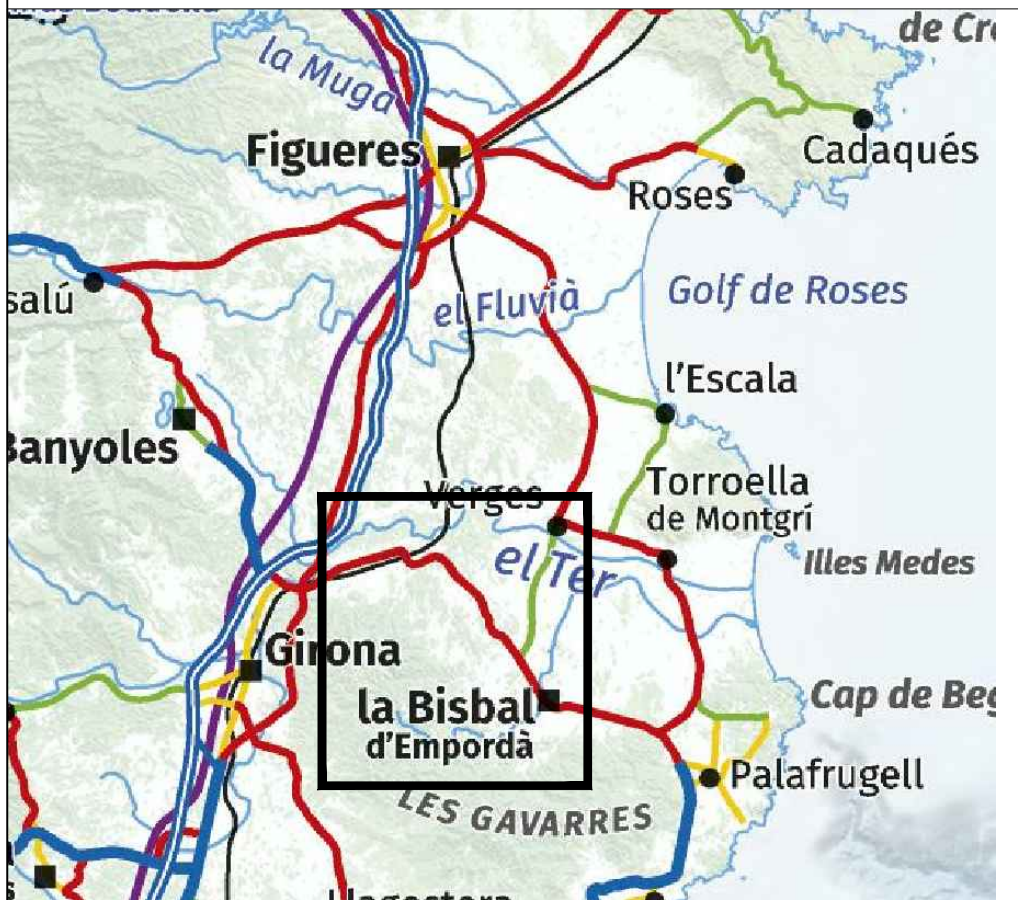 la Muga
de Cre
Figueres
Cadaqués
Roses
salú
el Fluvià
Golf de Roses
l'Escala
Banyoles
Verges
Torroella
de Montgrí
el Ter
Illes Medes
Girona
la Bisbal
d'Empordà
Cap de Beg
Palafrugell
LES GAVARRES